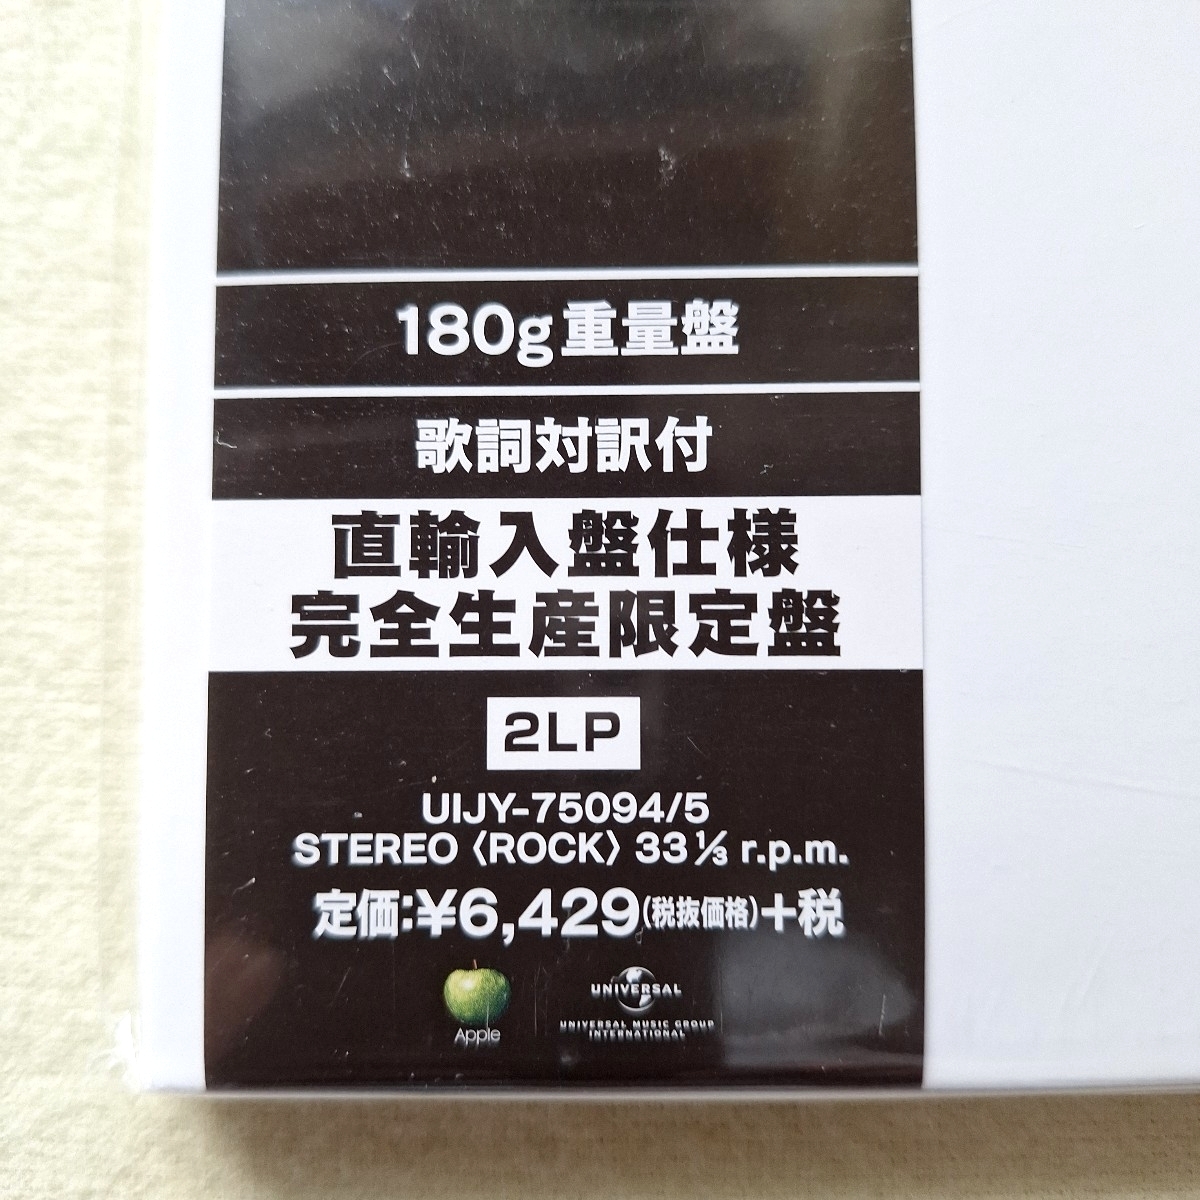 180g重量盤
歌詞対訳付
直輸入盤仕様
完全生産限定盤
2LP
UIJY-75094/5
STEREO〈ROCK〉33⅓ r.p.m.
定価:¥6,429(税抜価格)+税
Apple
UNIVERSAL
UNIVERSAL MUSIC GROUP
INTERNATIONAL